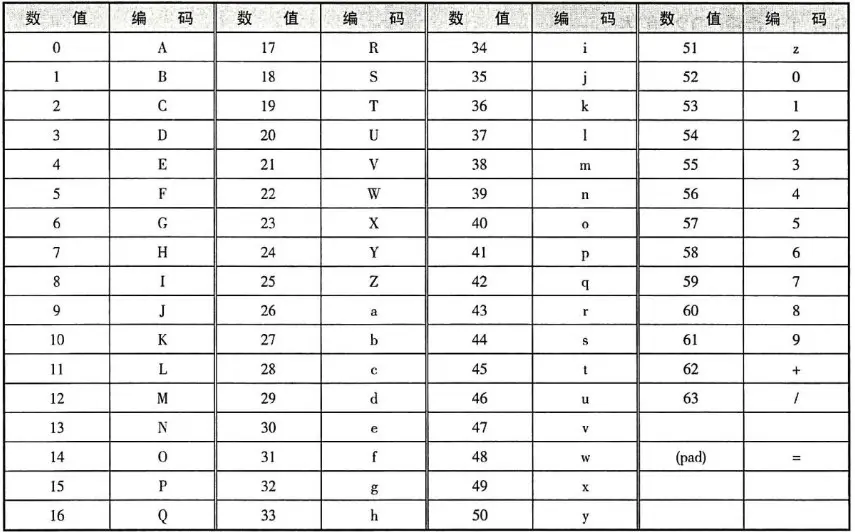 数 值 编 码 数 值 编 码 数 值 编 码 数 值 编 码
0 A 17 R 34 i 51 z
1 B 18 S 35 j 52 0
2 C 19 T 36 k 53 1
3 D 20 U 37 l 54 2
4 E 21 V 38 m 55 3
5 F 22 W 39 n 56 4
6 G 23 X 40 o 57 5
7 H 24 Y 41 p 58 6
8 I 25 Z 42 q 59 7
9 J 26 a 43 r 60 8
10 K 27 b 44 s 61 9
11 L 28 c 45 t 62 +
12 M 29 d 46 u 63 /
13 N 30 e 47 v
14 O 31 f 48 w (pad) =
15 P 32 g 49 x
16 Q 33 h 50 y